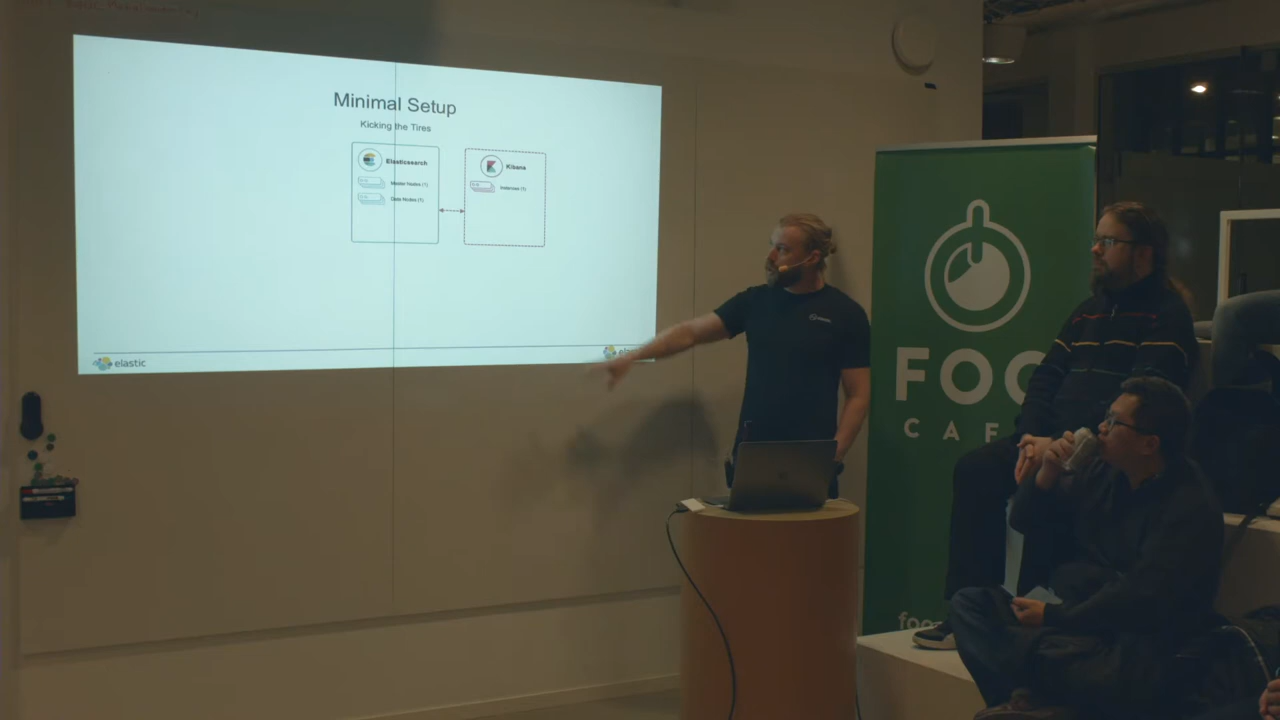 Minimal Setup
Kicking the Tires
Elasticsearch
Master Nodes (1)
Data Nodes (1)
Kibana
Instances (1)
elastic
FOO
CAF
foo